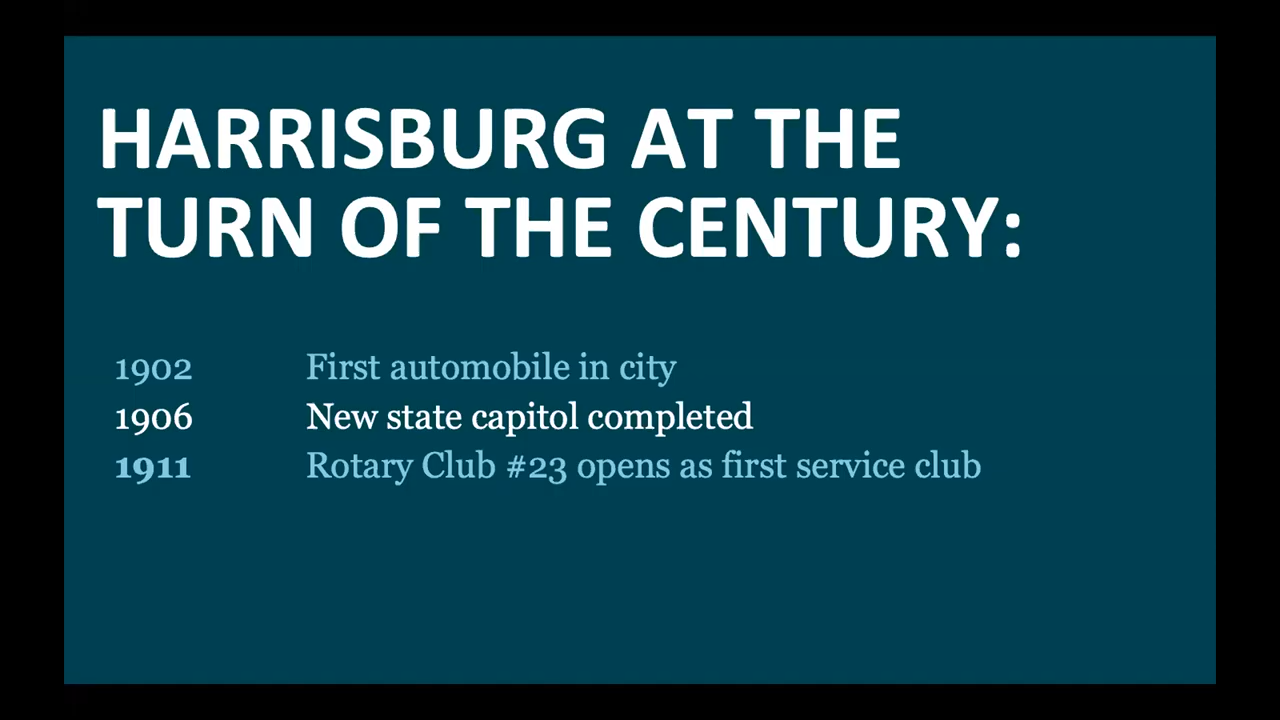 HARRISBURG AT THE
TURN OF THE CENTURY:
1902 First automobile in city
1906 New state capitol completed
1911 Rotary Club #23 opens as first service club